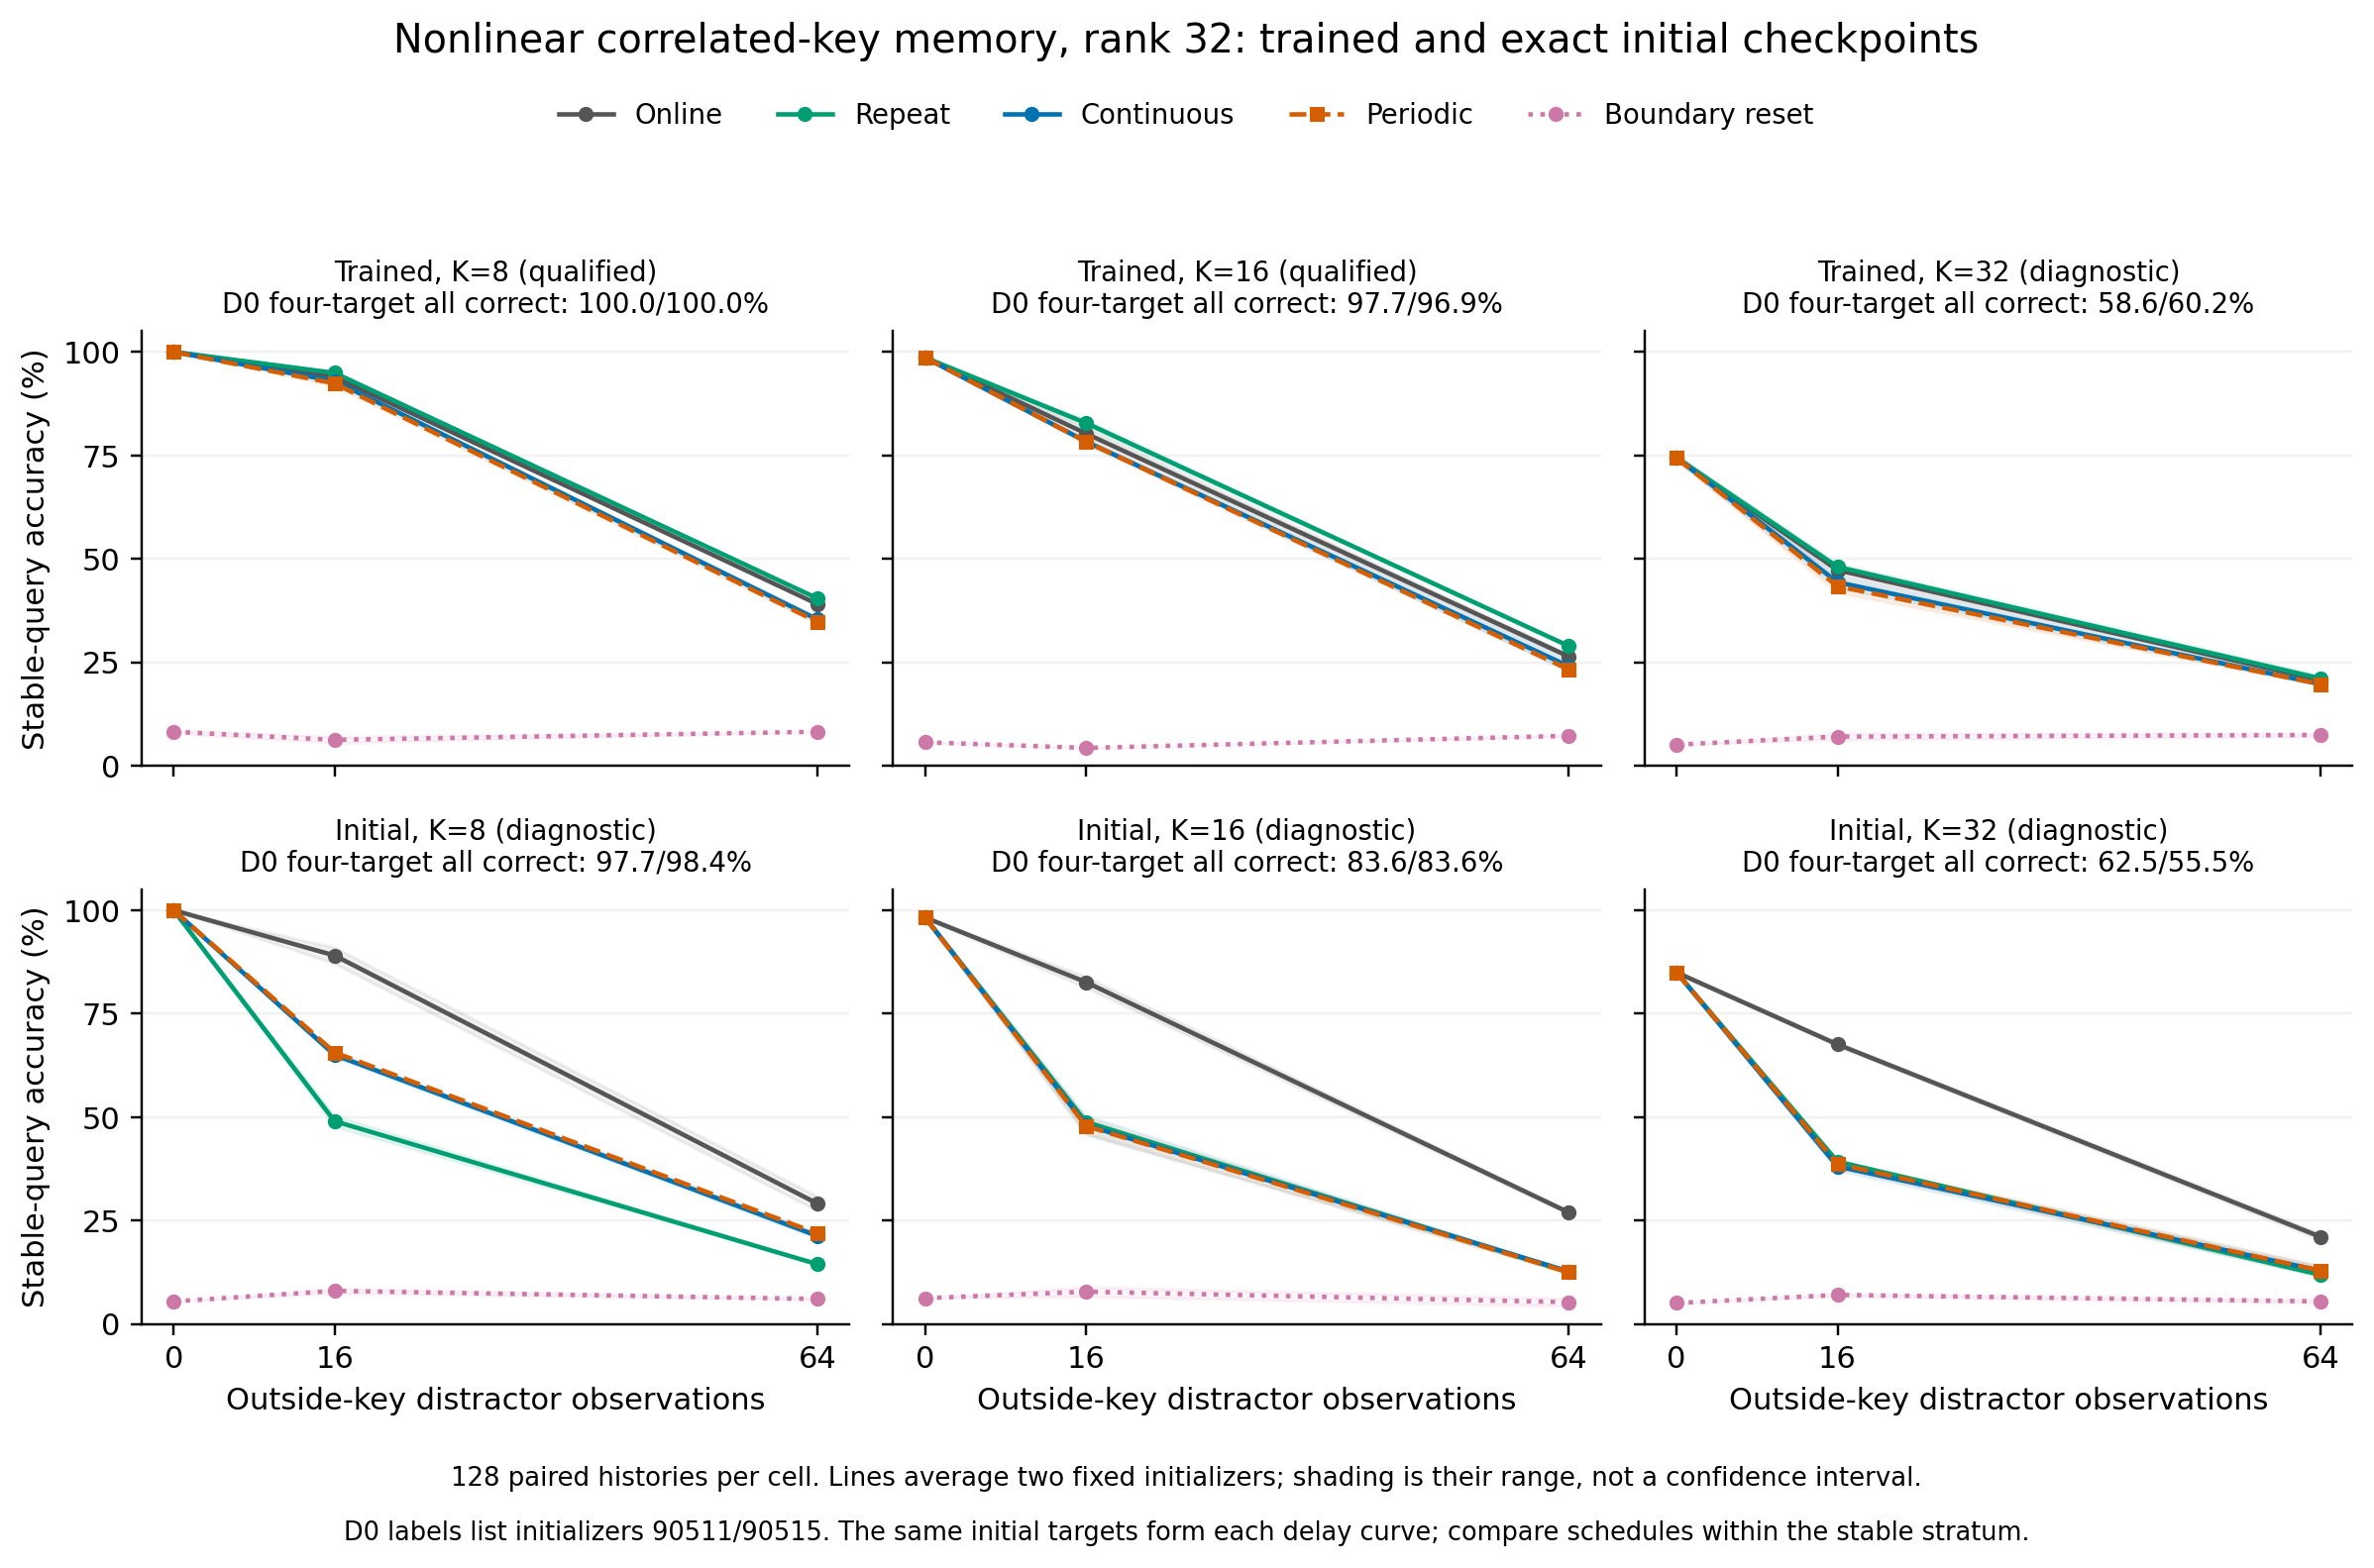 Nonlinear correlated-key memory, rank 32: trained and exact initial checkpoints
Online Repeat Continuous Periodic Boundary reset
Trained, K=8 (qualified)
D0 four-target all correct: 100.0/100.0%
Trained, K=16 (qualified)
D0 four-target all correct: 97.7/96.9%
Trained, K=32 (diagnostic)
D0 four-target all correct: 58.6/60.2%
Stable-query accuracy (%)
100
75
50
25
0
Initial, K=8 (diagnostic)
D0 four-target all correct: 97.7/98.4%
Initial, K=16 (diagnostic)
D0 four-target all correct: 83.6/83.6%
Initial, K=32 (diagnostic)
D0 four-target all correct: 62.5/55.5%
Stable-query accuracy (%)
100
75
50
25
0
0 16 64
0 16 64
0 16 64
Outside-key distractor observations
Outside-key distractor observations
Outside-key distractor observations
128 paired histories per cell. Lines average two fixed initializers; shading is their range, not a confidence interval.
D0 labels list initializers 90511/90515. The same initial targets form each delay curve; compare schedules within the stable stratum.